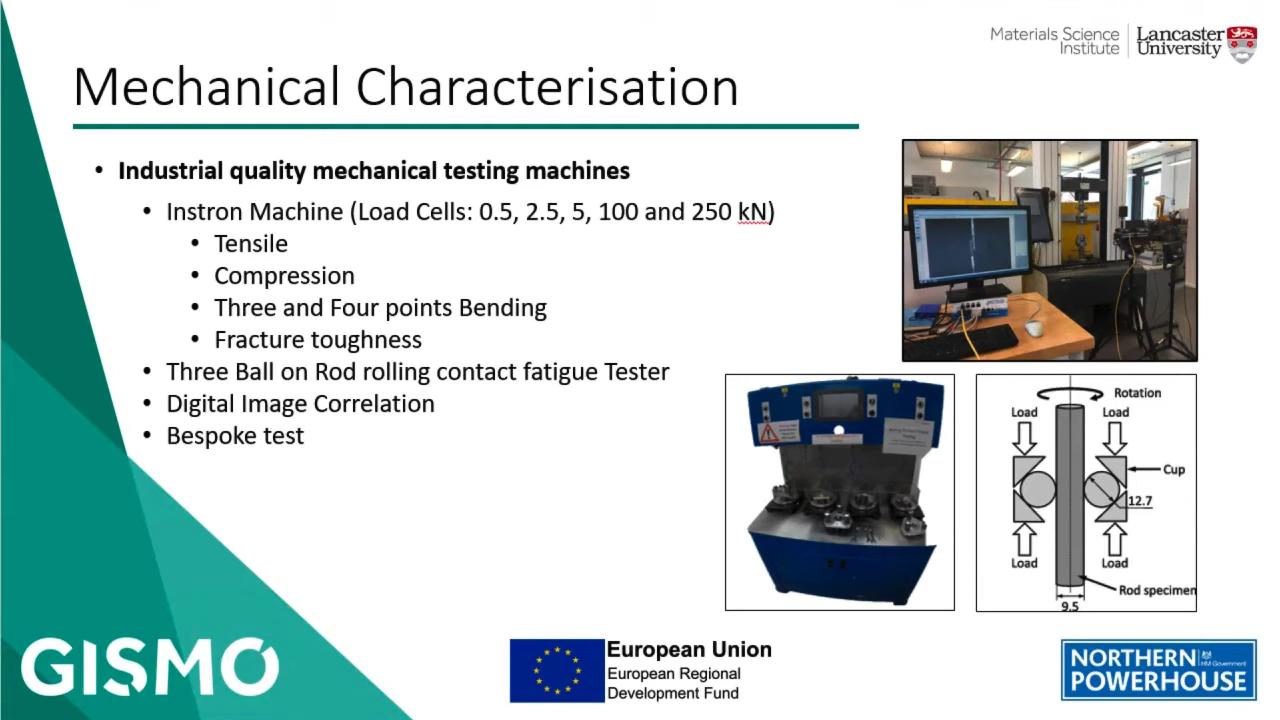 Materials Science
Institute
Lancaster
University
Mechanical Characterisation
• Industrial quality mechanical testing machines
• Instron Machine (Load Cells: 0.5, 2.5, 5, 100 and 250 kN)
• Tensile
• Compression
• Three and Four points Bending
• Fracture toughness
• Three Ball on Rod rolling contact fatigue Tester
• Digital Image Correlation
• Bespoke test
Rotation
Load
Load
Cup
12.7
Load
Load
Rod specimen
9.5
GISMO
European Union
European Regional
Development Fund
NORTHERN
HM Government
POWERHOUSE